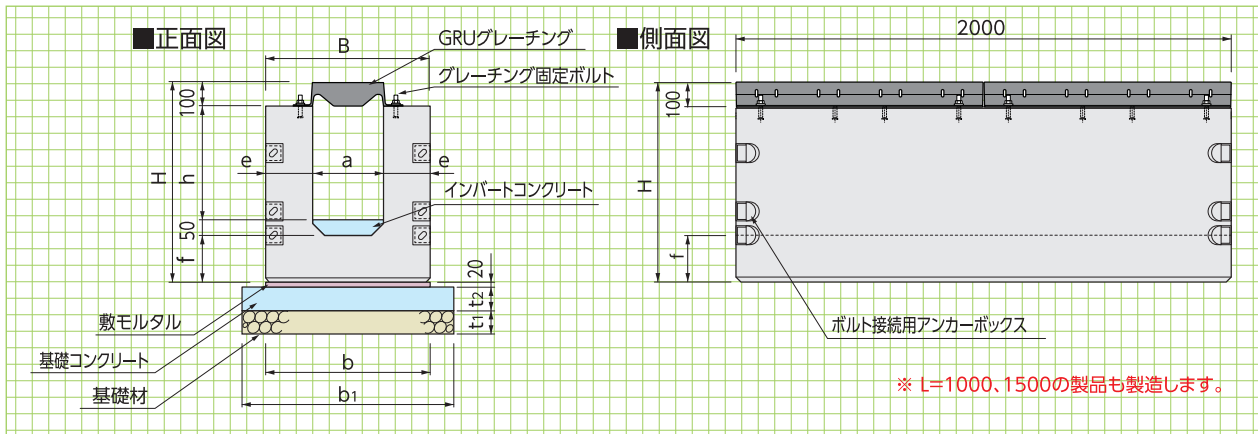 ■正面図
B
GRUグレーチング
グレーチング固定ボルト
100
H
h
e
a
e
インバートコンクリート
50
f
20
t2
t1
敷モルタル
基礎コンクリート
基礎材
b
b1
■側面図
2000
100
H
f
ボルト接続用アンカーボックス
※ L=1000、1500の製品も製造します。